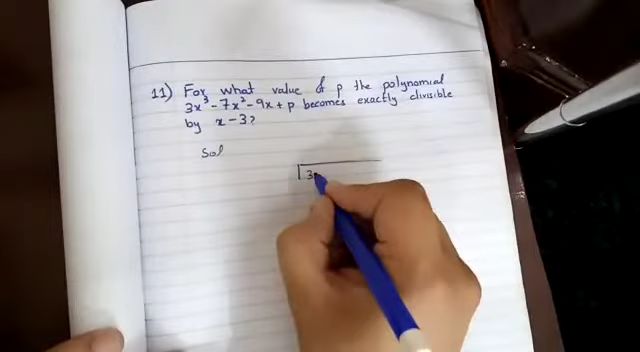 11) For what value of p the polynomial
3x³-7x²-9x+p becomes exactly divisible
by x-3?
Sol
3